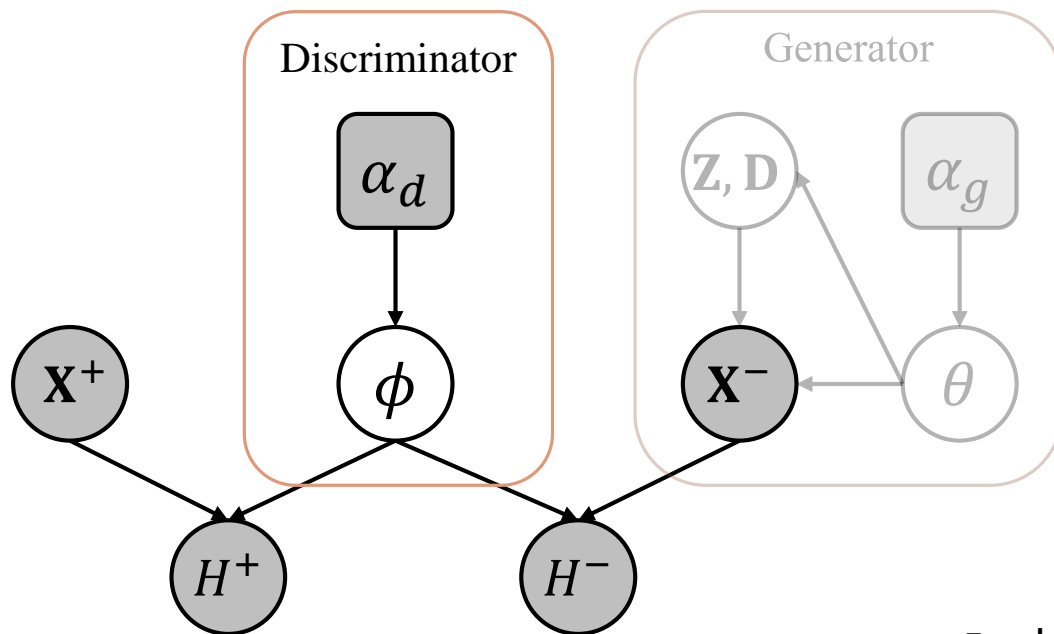 Discriminator
Generator
α_d
Z, D
α_g
X⁺
ϕ
X⁻
θ
H⁺
H⁻